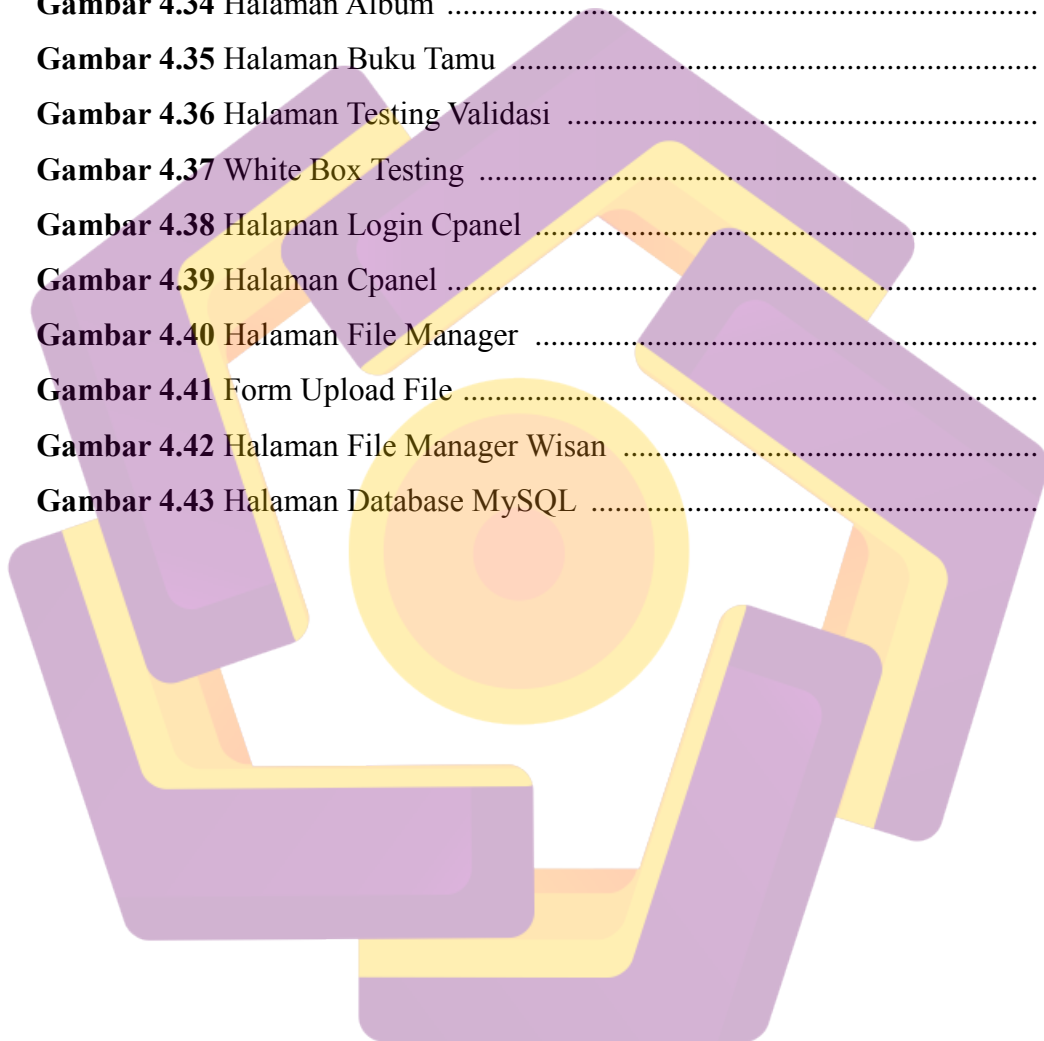 Gambar 4.34 Halaman Album ..........................................................................
Gambar 4.35 Halaman Buku Tamu ..................................................................
Gambar 4.36 Halaman Testing Validasi ...........................................................
Gambar 4.37 White Box Testing ......................................................................
Gambar 4.38 Halaman Login Cpanel ...............................................................
Gambar 4.39 Halaman Cpanel ..........................................................................
Gambar 4.40 Halaman File Manager ...............................................................
Gambar 4.41 Form Upload File ........................................................................
Gambar 4.42 Halaman File Manager Wisan ....................................................
Gambar 4.43 Halaman Database MySQL ........................................................